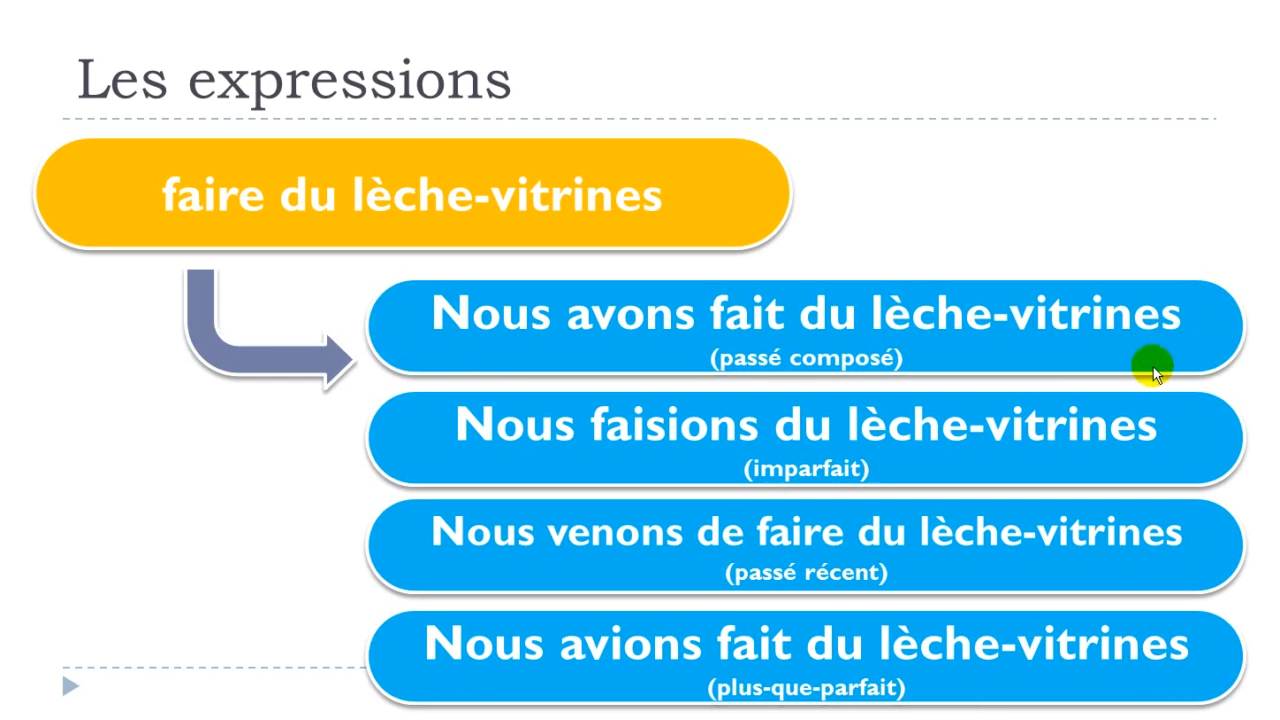 Les expressions
faire du lèche-vitrines
Nous avons fait du lèche-vitrines
(passé composé)
Nous faisions du lèche-vitrines
(imparfait)
Nous venons de faire du lèche-vitrines
(passé récent)
Nous avions fait du lèche-vitrines
(plus-que-parfait)